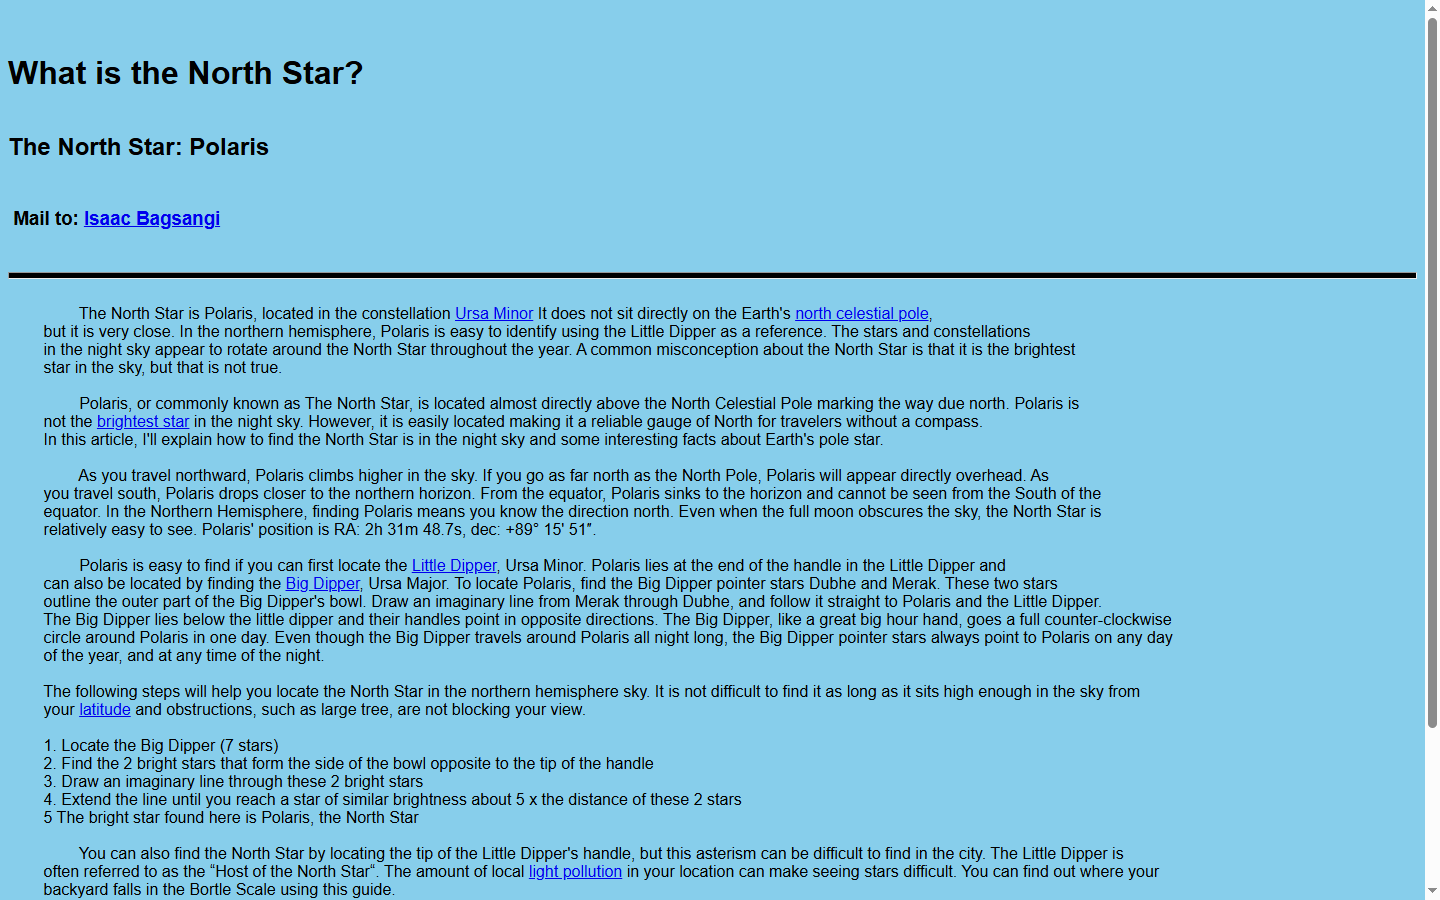 What is the North Star?
The North Star: Polaris
Mail to: Isaac Bagsangi
The North Star is Polaris, located in the constellation Ursa Minor It does not sit directly on the Earth's north celestial pole,
but it is very close. In the northern hemisphere, Polaris is easy to identify using the Little Dipper as a reference. The stars and constellations
in the night sky appear to rotate around the North Star throughout the year. A common misconception about the North Star is that it is the brightest
star in the sky, but that is not true.
Polaris, or commonly known as The North Star, is located almost directly above the North Celestial Pole marking the way due north. Polaris is
not the brightest star in the night sky. However, it is easily located making it a reliable gauge of North for travelers without a compass.
In this article, I'll explain how to find the North Star is in the night sky and some interesting facts about Earth's pole star.
As you travel northward, Polaris climbs higher in the sky. If you go as far north as the North Pole, Polaris will appear directly overhead. As
you travel south, Polaris drops closer to the northern horizon. From the equator, Polaris sinks to the horizon and cannot be seen from the South of the
equator. In the Northern Hemisphere, finding Polaris means you know the direction north. Even when the full moon obscures the sky, the North Star is
relatively easy to see. Polaris' position is RA: 2h 31m 48.7s, dec: +89° 15' 51″.
Polaris is easy to find if you can first locate the Little Dipper, Ursa Minor. Polaris lies at the end of the handle in the Little Dipper and
can also be located by finding the Big Dipper, Ursa Major. To locate Polaris, find the Big Dipper pointer stars Dubhe and Merak. These two stars
outline the outer part of the Big Dipper's bowl. Draw an imaginary line from Merak through Dubhe, and follow it straight to Polaris and the Little Dipper.
The Big Dipper lies below the little dipper and their handles point in opposite directions. The Big Dipper, like a great big hour hand, goes a full counter-clockwise
circle around Polaris in one day. Even though the Big Dipper travels around Polaris all night long, the Big Dipper pointer stars always point to Polaris on any day
of the year, and at any time of the night.
The following steps will help you locate the North Star in the northern hemisphere sky. It is not difficult to find it as long as it sits high enough in the sky from
your latitude and obstructions, such as large tree, are not blocking your view.
1. Locate the Big Dipper (7 stars)
2. Find the 2 bright stars that form the side of the bowl opposite to the tip of the handle
3. Draw an imaginary line through these 2 bright stars
4. Extend the line until you reach a star of similar brightness about 5 x the distance of these 2 stars
5 The bright star found here is Polaris, the North Star
You can also find the North Star by locating the tip of the Little Dipper's handle, but this asterism can be difficult to find in the city. The Little Dipper is
often referred to as the “Host of the North Star“. The amount of local light pollution in your location can make seeing stars difficult. You can find out where your
backyard falls in the Bortle Scale using this guide.